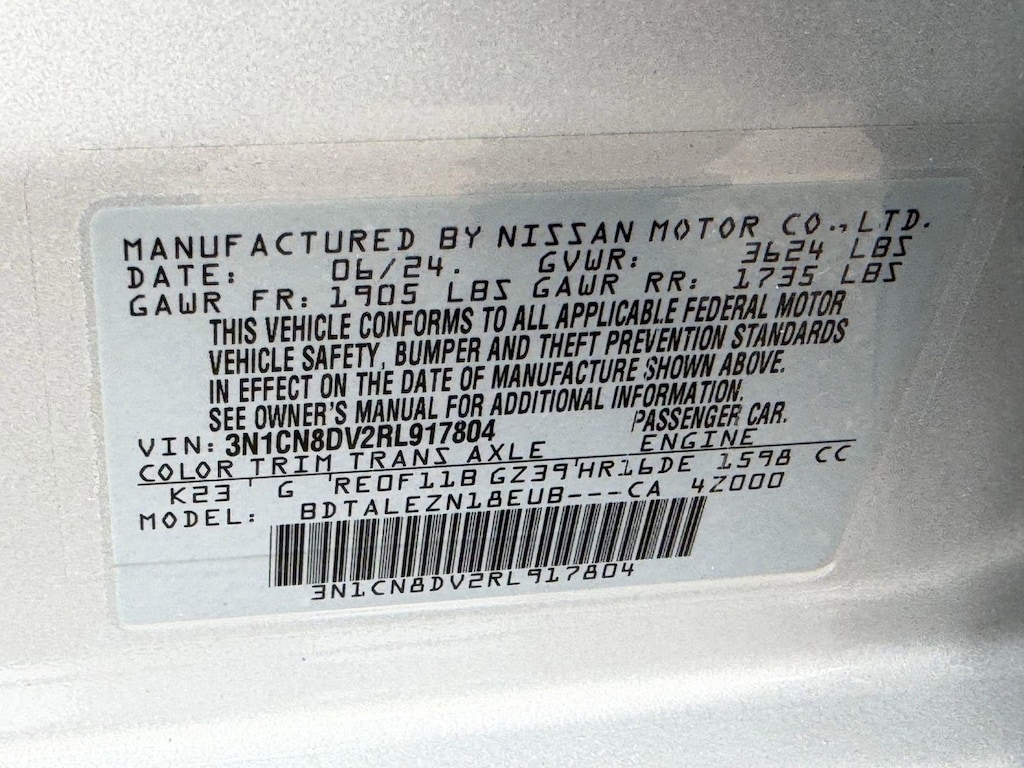 MANUFACTURED BY NISSAN MOTOR CO., LTD.
DATE: 06/24. GVWR: 3624 LBS
GAWR FR: 1905 LBS GAWR RR: 1735 LBS
THIS VEHICLE CONFORMS TO ALL APPLICABLE FEDERAL MOTOR
VEHICLE SAFETY, BUMPER AND THEFT PREVENTION STANDARDS
IN EFFECT ON THE DATE OF MANUFACTURE SHOWN ABOVE.
SEE OWNER'S MANUAL FOR ADDITIONAL INFORMATION.
VIN: 3N1CN8DV2RL917804 PASSENGER CAR.
COLOR TRIM TRANS AXLE ENGINE
K23 ' G 'RE0F11B GZ39'HR16DE 1598 CC
MODEL: BDTALEZN18EUB---CA 4Z000
3N1CN8DV2RL917804